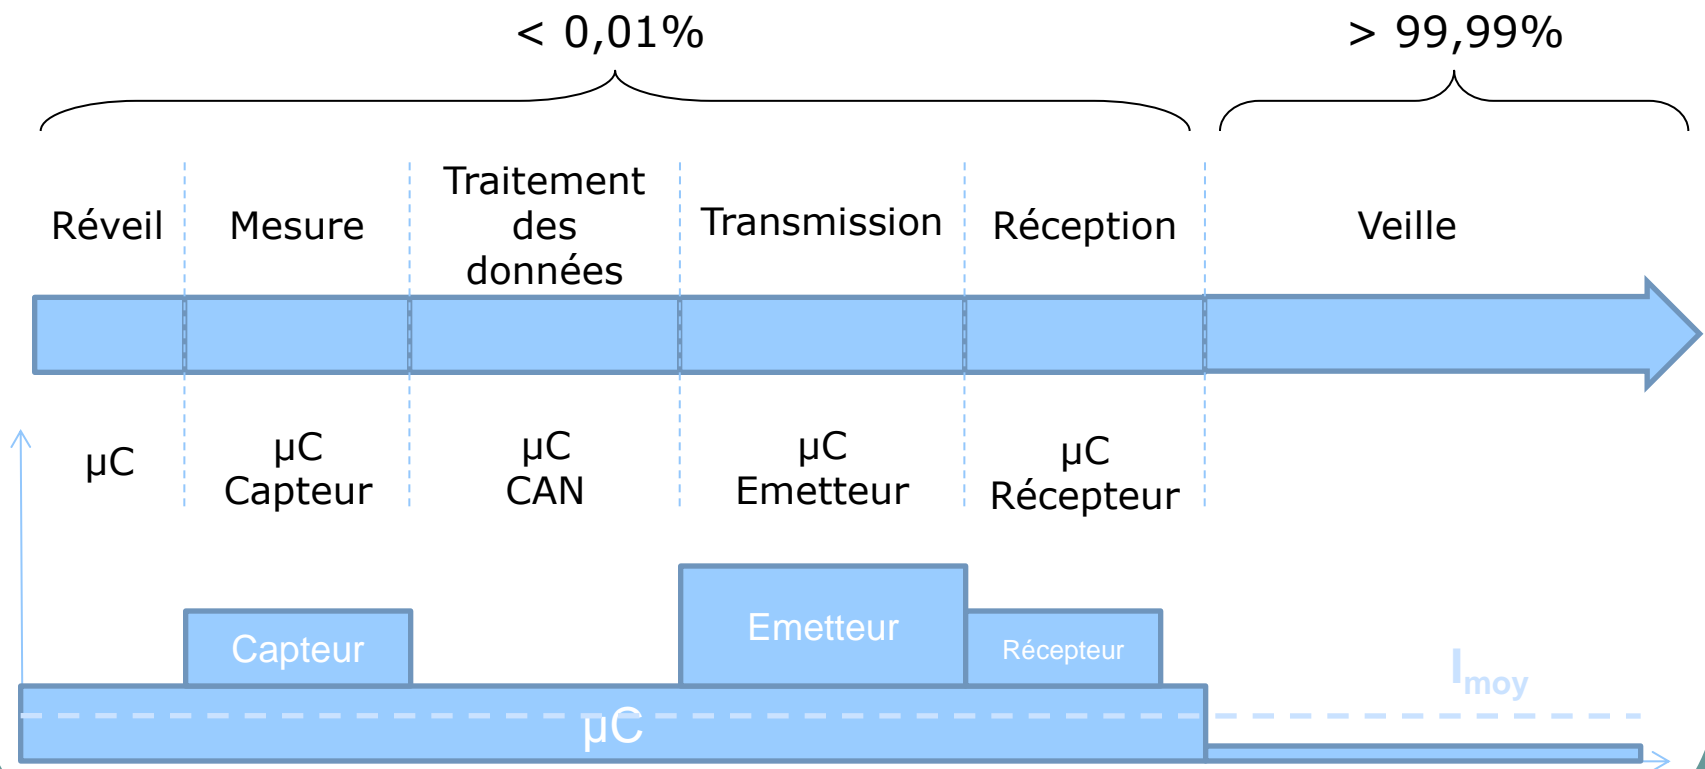 < 0,01%
> 99,99%
Réveil
Mesure
Traitement
des
données
Transmission
Réception
Veille
µC
µC
Capteur
µC
CAN
µC
Emetteur
µC
Récepteur
Capteur
Emetteur
Récepteur
Imoy
µC